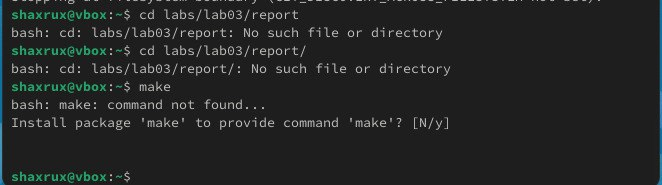 shaxrux@vbox:~$ cd labs/lab03/report
bash: cd: labs/lab03/report: No such file or directory
shaxrux@vbox:~$ cd labs/lab03/report/
bash: cd: labs/lab03/report/: No such file or directory
shaxrux@vbox:~$ make
bash: make: command not found...
Install package 'make' to provide command 'make'? [N/y]
shaxrux@vbox:~$